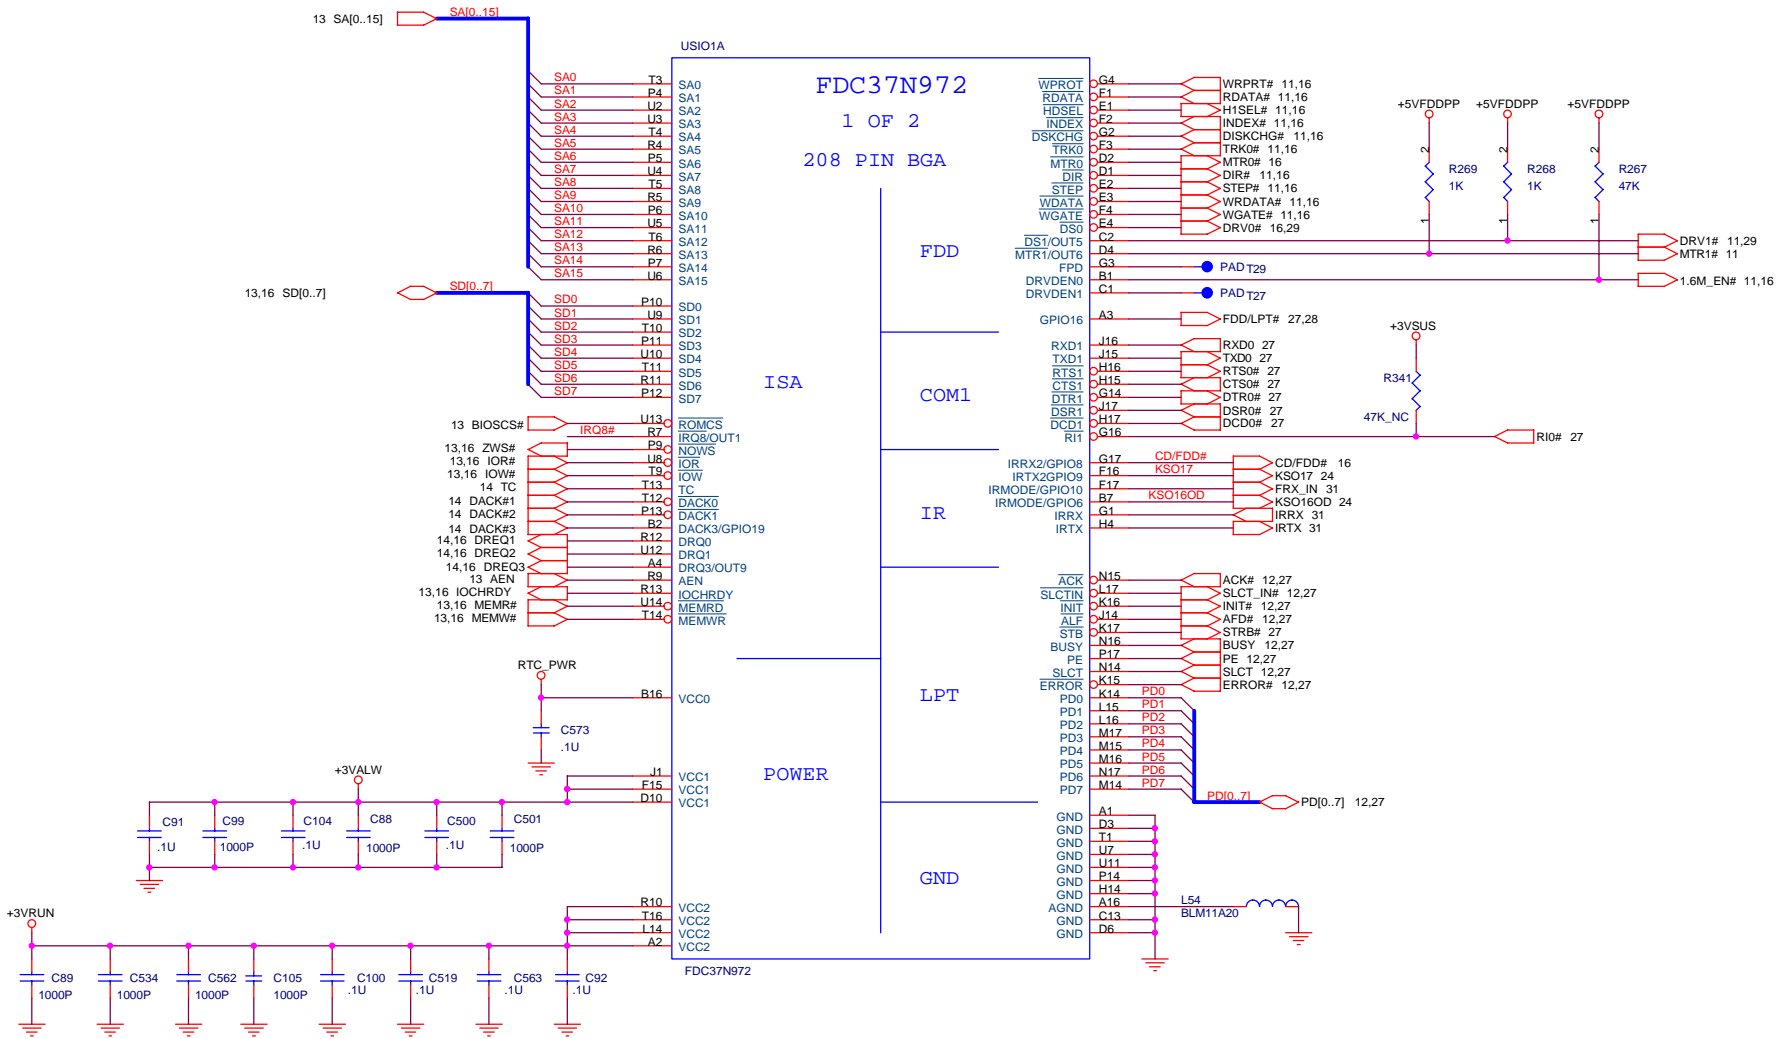 13 SA[0..15]
SA[0..15]
USIO1A
FDC37N972
1 OF 2
208 PIN BGA
SA0 T3 SA0
SA1 P4 SA1
SA2 U2 SA2
SA3 U3 SA3
SA4 T4 SA4
SA5 R4 SA5
SA6 P5 SA6
SA7 U4 SA7
SA8 T5 SA8
SA9 R5 SA9
SA10 P6 SA10
SA11 U5 SA11
SA12 T6 SA12
SA13 R6 SA13
SA14 P7 SA14
SA15 U6 SA15
13,16 SD[0..7]
SD[0..7]
SD0 P10 SD0
SD1 U9 SD1
SD2 T10 SD2
SD3 P11 SD3
SD4 U10 SD4
SD5 T11 SD5
SD6 R11 SD6
SD7 P12 SD7
13 BIOSCS# U13 ROMCS
IRQ8# R7 IRQ8/OUT1
13,16 ZWS# P9 NOWS
13,16 IOR# U8 IOR
13,16 IOW# T9 IOW
14 TC T13 TC
14 DACK#1 T12 DACK0
14 DACK#2 P13 DACK1
14 DACK#3 B2 DACK3/GPIO19
14,16 DREQ1 R12 DRQ0
14,16 DREQ2 U12 DRQ1
14,16 DREQ3 A4 DRQ3/OUT9
13 AEN R9 AEN
13,16 IOCHRDY R13 IOCHRDY
13,16 MEMR# U14 MEMRD
13,16 MEMW# T14 MEMWR
RTC_PWR
B16 VCC0
C573
.1U
+3VALW
J1 VCC1
F15 VCC1
D10 VCC1
C91 C99 C104 C88 C500 C501
.1U 1000P .1U 1000P .1U 1000P
+3VRUN
R10 VCC2
T16 VCC2
L14 VCC2
A2 VCC2
C89 C534 C562 C105 C100 C519 C563 C92
1000P 1000P 1000P 1000P .1U .1U .1U .1U
ISA
POWER
FDD
COM1
IR
LPT
GND
FDC37N972
WPROT G4 WRPRT# 11,16
RDATA F1 RDATA# 11,16
HDSEL E1 H1SEL# 11,16
INDEX F2 INDEX# 11,16
DSKCHG G2 DISKCHG# 11,16
TRK0 F3 TRK0# 11,16
MTR0 D2 MTR0# 16
DIR D1 DIR# 11,16
STEP E2 STEP# 11,16
WDATA E3 WRDATA# 11,16
WGATE F4 WGATE# 11,16
DS0 E4 DRV0# 16,29
DS1/OUT5 C2 DRV1# 11,29
MTR1/OUT6 D4 MTR1# 11
FPD G3 PAD T29
DRVDEN0 B1 1.6M_EN# 11,16
DRVDEN1 C1 PAD T27
GPIO16 A3 FDD/LPT# 27,28
+5VFDDPP +5VFDDPP +5VFDDPP
2 2 2
R269 R268 R267
1K 1K 47K
1 1 1
+3VSUS
R341
47K_NC
RXD1 J16 RXD0 27
TXD1 J15 TXD0 27
RTS1 H16 RTS0# 27
CTS1 H15 CTS0# 27
DTR1 G14 DTR0# 27
DSR1 J17 DSR0# 27
DCD1 H17 DCD0# 27
RI1 G16 RI0# 27
IRRX2/GPIO8 G17 CD/FDD# CD/FDD# 16
IRTX2GPIO9 F16 KSO17 KSO17 24
IRMODE/GPIO10 F17 FRX_IN 31
IRMODE/GPIO6 B7 KSO16OD KSO16OD 24
IRRX G1 IRRX 31
IRTX H4 IRTX 31
ACK N15 ACK# 12,27
SLCTIN L17 SLCT_IN# 12,27
INIT K16 INIT# 12,27
ALF J14 AFD# 12,27
STB K17 STRB# 27
BUSY N16 BUSY 12,27
PE P17 PE 12,27
SLCT N14 SLCT 12,27
ERROR K15 ERROR# 12,27
PD0 K14 PD0
PD1 L15 PD1
PD2 L16 PD2
PD3 M17 PD3
PD4 M15 PD4
PD5 M16 PD5
PD6 N17 PD6
PD7 M14 PD7
PD[0..7] PD[0..7] 12,27
GND A1
GND D3
GND T1
GND U7
GND U11
GND P14
GND H14
AGND A16
GND C13
GND D6
L54
BLM11A20